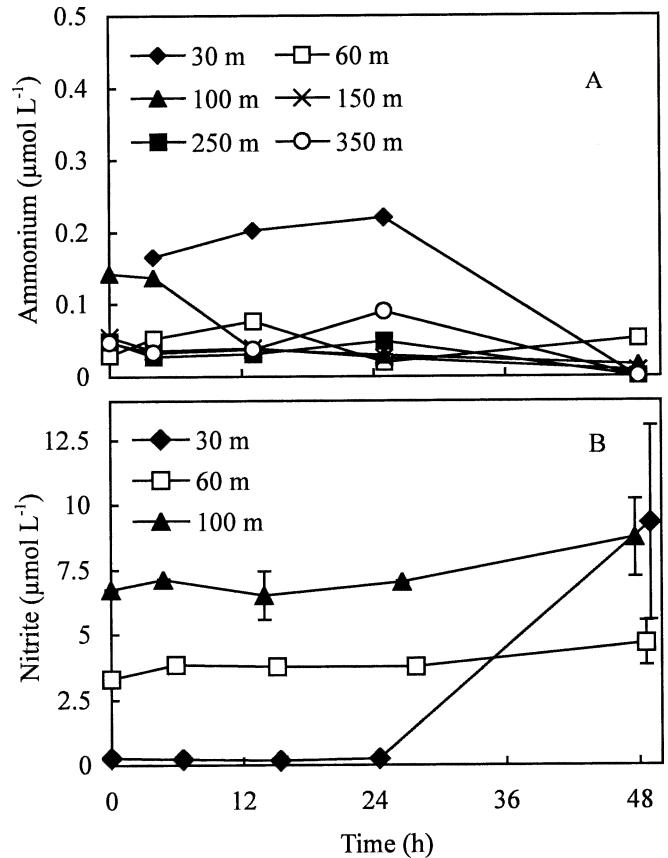 0.5
0.4
0.3
0.2
0.1
0
Ammonium (µmol L⁻¹)
30 m 60 m
100 m 150 m
250 m 350 m
A
12.5
10
7.5
5
2.5
0
Nitrite (µmol L⁻¹)
30 m
60 m
100 m
B
0 12 24 36 48
Time (h)